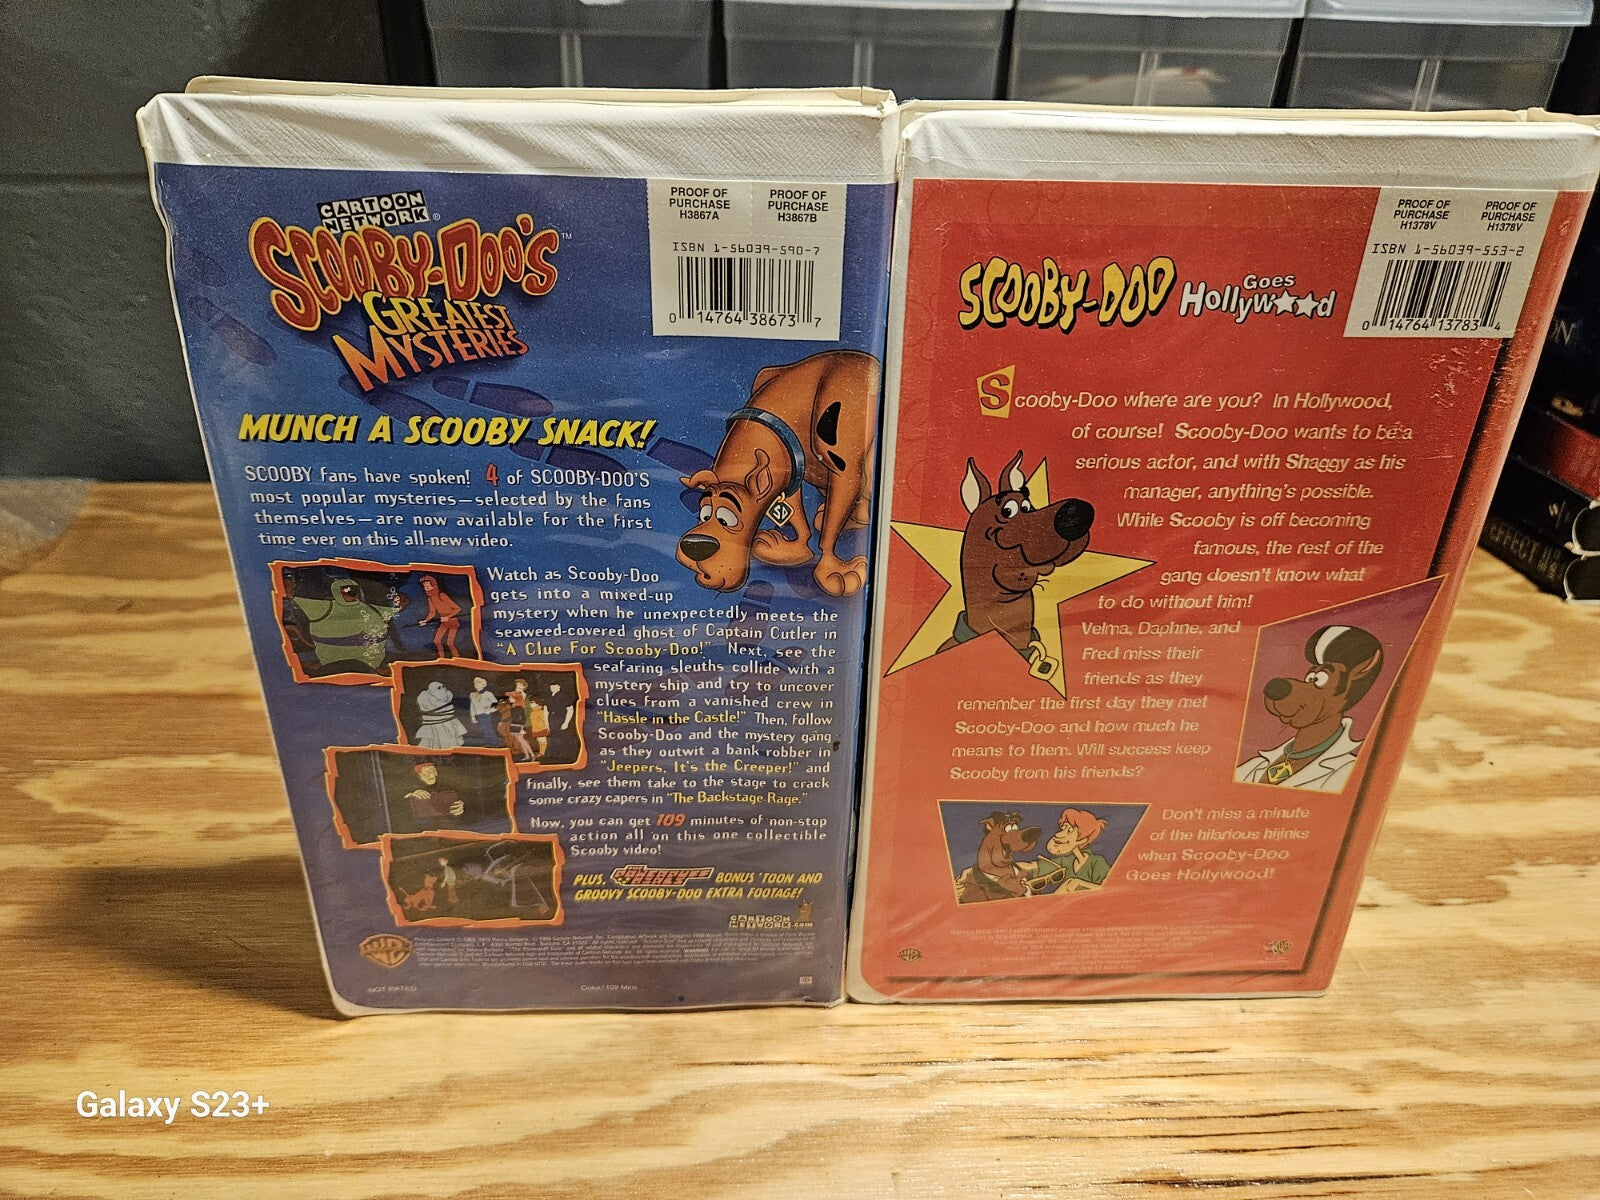 CARTOON
NETWORK®
SCOOBY-DOO'S™
GREATEST
MYSTERIES
PROOF OF
PURCHASE
H3867A
PROOF OF
PURCHASE
H3867B
ISBN 1-56039-590-7
0 14764 38673 7
MUNCH A SCOOBY SNACK!
SCOOBY fans have spoken! 4 of SCOOBY-DOO'S
most popular mysteries—selected by the fans
themselves—are now available for the first
time ever on this all-new video.
SD
Watch as Scooby-Doo
gets into a mixed-up
mystery when he unexpectedly meets the
seaweed-covered ghost of Captain Cutler in
"A Clue For Scooby-Doo!" Next, see the
seafaring sleuths collide with a
mystery ship and try to uncover
clues from a vanished crew in
"Hassle in the Castle!" Then, follow
Scooby-Doo and the mystery gang
as they outwit a bank robber in
"Jeepers, It's the Creeper!" and
finally, see them take to the stage to crack
some crazy capers in "The Backstage Rage."
Now, you can get 109 minutes of non-stop
action all on this one collectible
Scooby video!
PLUS, BONUS 'TOON AND
GROOVY SCOOBY-DOO EXTRA FOOTAGE!
CARTOON
NETWORK.com
NOT RATED
Color/109 Mins.
SCOOBY-DOO Goes
Hollywood
PROOF OF
PURCHASE
H1378V
PROOF OF
PURCHASE
H1378V
ISBN 1-56039-553-2
0 14764 13783 4
Scooby-Doo where are you? In Hollywood,
of course! Scooby-Doo wants to be a
serious actor, and with Shaggy as his
manager, anything's possible.
While Scooby is off becoming
famous, the rest of the
gang doesn't know what
to do without him!
Velma, Daphne, and
Fred miss their
friends as they
remember the first day they met
Scooby-Doo and how much he
means to them. Will success keep
Scooby from his friends?
Don't miss a minute
of the hilarious hijinks
when Scooby-Doo
Goes Hollywood!
Galaxy S23+